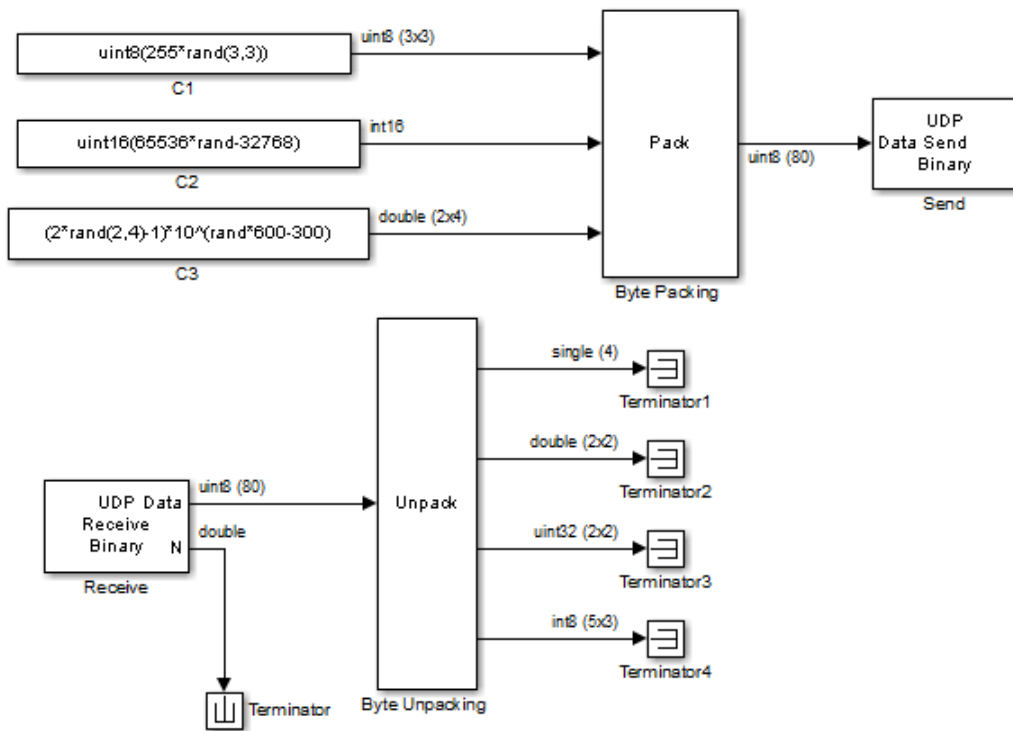 uint8(255*rand(3,3))
uint8 (3x3)
C1
uint16(65536*rand-32768)
int16
C2
(2*rand(2,4)-1)*10^(rand*600-300)
double (2x4)
C3
Pack
Byte Packing
uint8 (80)
UDP
Data Send
Binary
Send
UDP Data
Receive
Binary
N
Receive
uint8 (80)
double
Terminator
Unpack
Byte Unpacking
single (4)
Terminator1
double (2x2)
Terminator2
uint32 (2x2)
Terminator3
int8 (5x3)
Terminator4